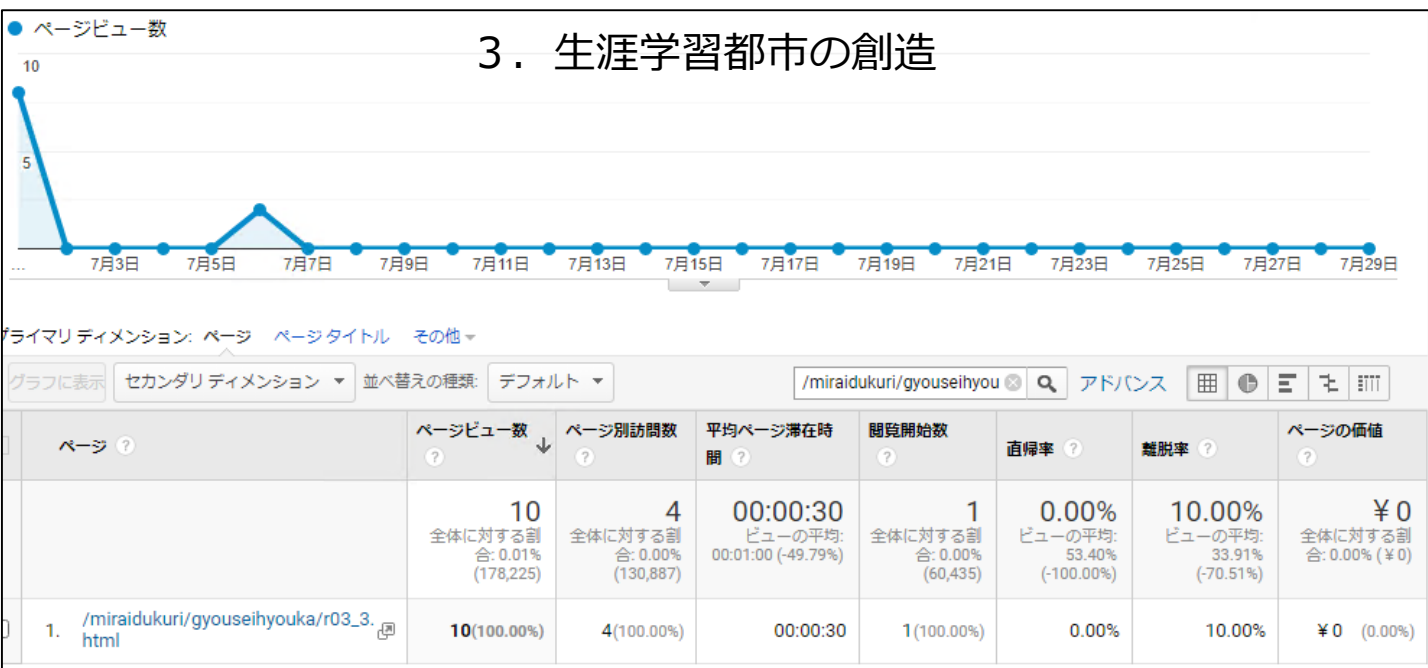 ページビュー数
３．生涯学習都市の創造
10
5
... 7月3日 7月5日 7月7日 7月9日 7月11日 7月13日 7月15日 7月17日 7月19日 7月21日 7月23日 7月25日 7月27日 7月29日
プライマリ ディメンション: ページ ページ タイトル その他
グラフに表示 セカンダリ ディメンション 並べ替えの種類: デフォルト /miraidukuri/gyouseihyou アドバンス
ページ ?
ページビュー数
?
ページ別訪問数
?
平均ページ滞在時
間 ?
閲覧開始数
?
直帰率 ?
離脱率 ?
ページの価値
?
10
全体に対する割
合: 0.01%
(178,225)
4
全体に対する割
合: 0.00%
(130,887)
00:00:30
ビューの平均:
00:01:00 (-49.79%)
1
全体に対する割
合: 0.00%
(60,435)
0.00%
ビューの平均:
53.40%
(-100.00%)
10.00%
ビューの平均:
33.91%
(-70.51%)
¥ 0
全体に対する割
合: 0.00% (¥ 0)
1. /miraidukuri/gyouseihyouka/r03_3.
html
10(100.00%) 4(100.00%) 00:00:30 1(100.00%) 0.00% 10.00% ¥ 0 (0.00%)